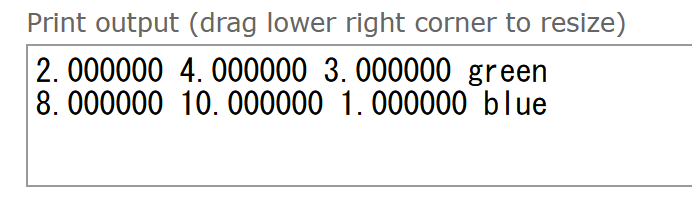 Print output (drag lower right corner to resize)
2.000000 4.000000 3.000000 green
8.000000 10.000000 1.000000 blue